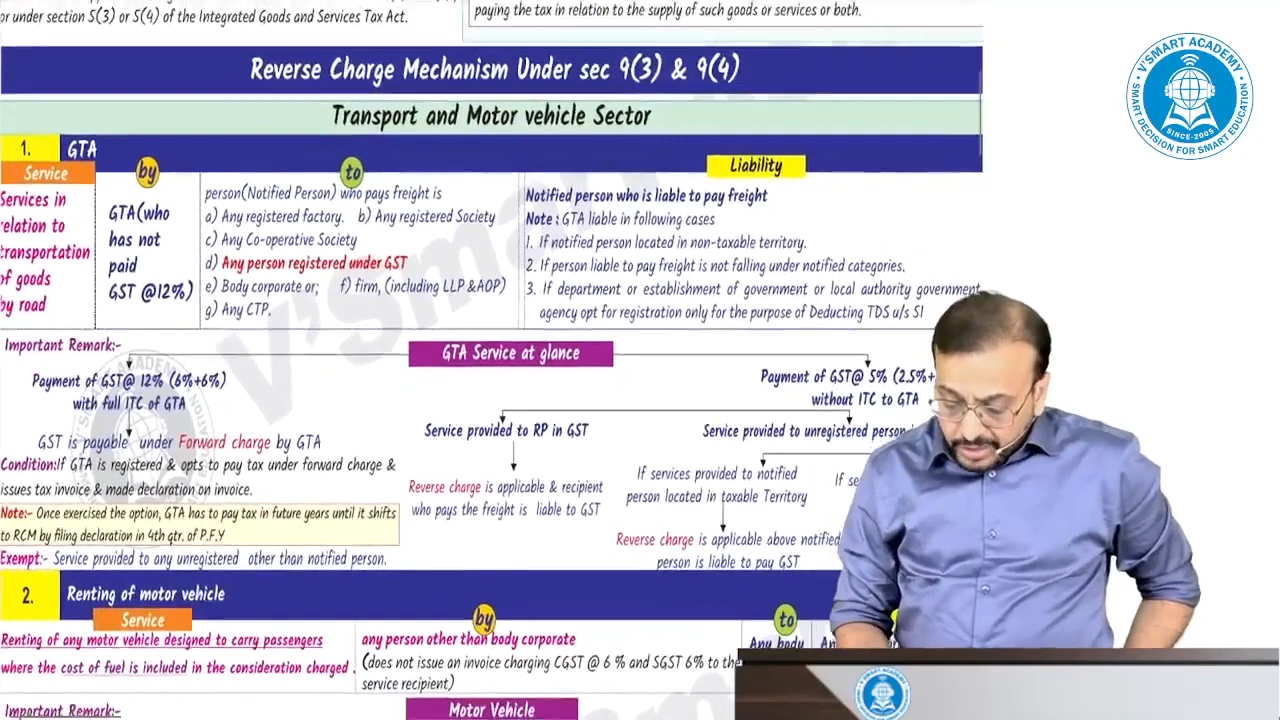 or under section 5(3) or 5(4) of the Integrated Goods and Services Tax Act.
paying the tax in relation to the supply of such goods or services or both.
Reverse Charge Mechanism Under sec 9(3) & 9(4)
Transport and Motor vehicle Sector
1. GTA
Service
by
to
Liability
Services in
relation to
transportation
of goods
by road
GTA(who
has not
paid
GST @12%)
person(Notified Person) who pays freight is
a) Any registered factory. b) Any registered Society
c) Any Co-operative Society
d) Any person registered under GST
e) Body corporate or; f) firm, (including LLP &AOP)
g) Any CTP.
Notified person who is liable to pay freight
Note : GTA liable in following cases
1. If notified person located in non-taxable territory.
2. If person liable to pay freight is not falling under notified categories.
3. If department or establishment of government or local authority government
agency opt for registration only for the purpose of Deducting TDS u/s 51
Important Remark:-
GTA Service at glance
Payment of GST@ 12% (6%+6%)
with full ITC of GTA
GST is payable under Forward charge by GTA
Condition:If GTA is registered & opts to pay tax under forward charge &
issues tax invoice & made declaration on invoice.
Note:- Once exercised the option, GTA has to pay tax in future years until it shifts
to RCM by filing declaration in 4th qtr. of P.F.Y
Exempt:- Service provided to any unregistered other than notified person.
Payment of GST@ 5% (2.5%+
without ITC to GTA
Service provided to RP in GST
Reverse charge is applicable & recipient
who pays the freight is liable to GST
Service provided to unregistered person
If services provided to notified
person located in taxable Territory
Reverse charge is applicable above notified
person is liable to pay GST
If se
2. Renting of motor vehicle
Service
by
to
Renting of any motor vehicle designed to carry passengers
where the cost of fuel is included in the consideration charged .
any person other than body corporate
(does not issue an invoice charging CGST @ 6 % and SGST 6% to the
service recipient)
Any body
Important Remark:-
Motor Vehicle
V'SMART ACADEMY
SINCE-2005
SMART DECISION FOR SMART EDUCATION
V'Smart